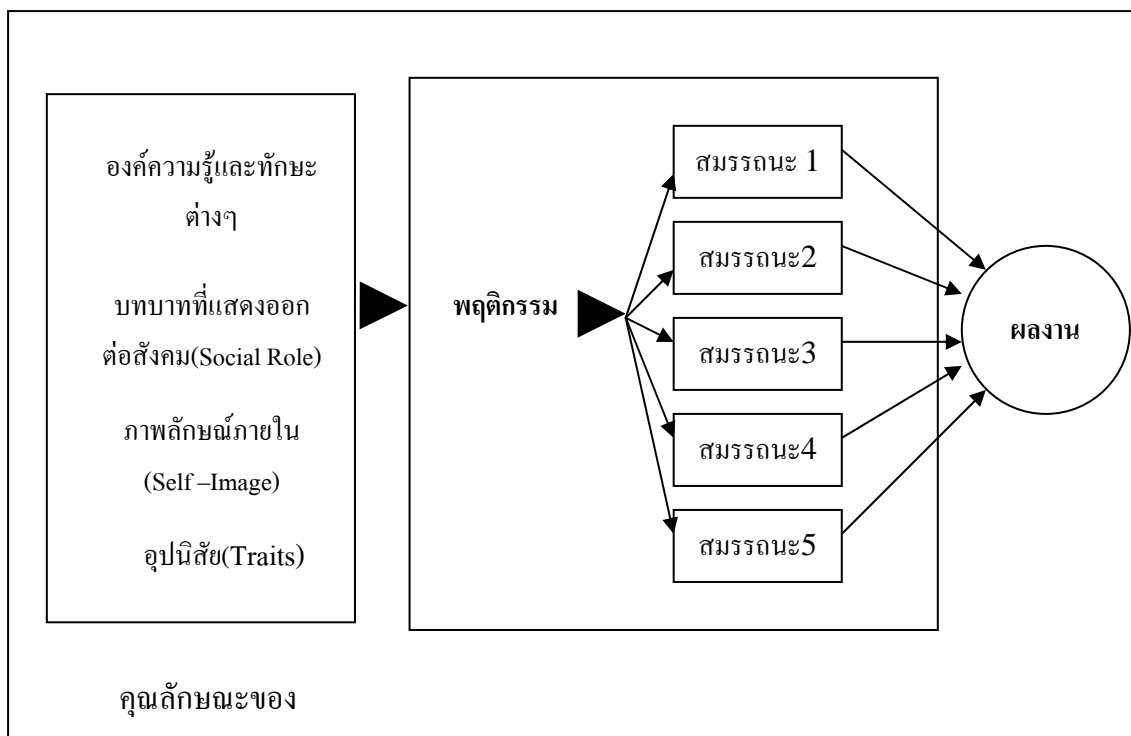 องค์ความรู้และทักษะ
ต่างๆ
บทบาทที่แสดงออก
ต่อสังคม(Social Role)
ภาพลักษณ์ภายใน
(Self –Image)
อุปนิสัย(Traits)
คุณลักษณะของ
พฤติกรรม
สมรรถนะ 1
สมรรถนะ2
สมรรถนะ3
สมรรถนะ4
สมรรถนะ5
ผลงาน